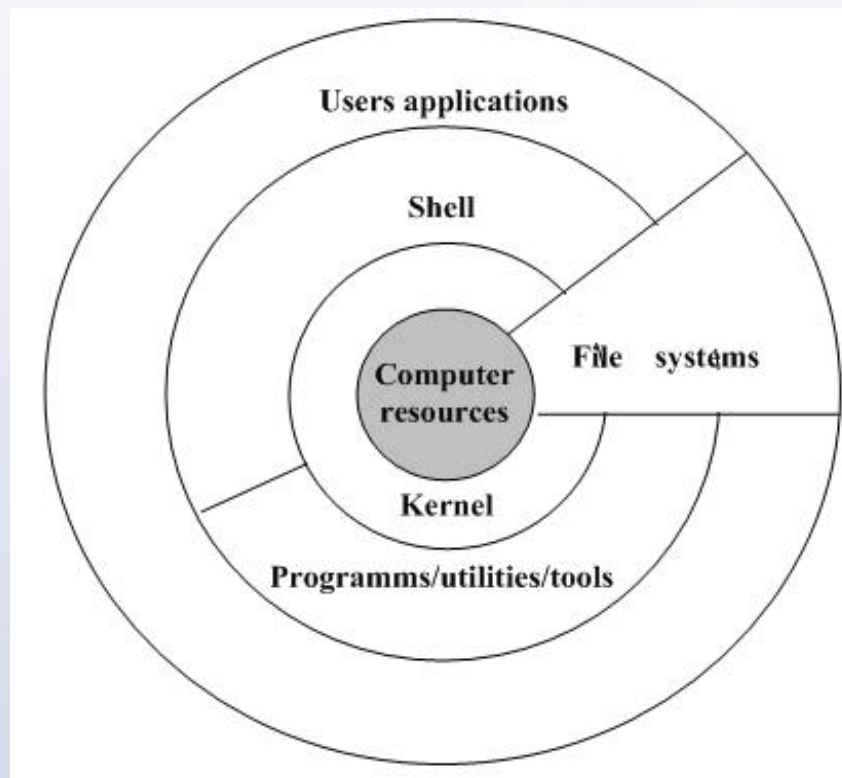 Users applications
Shell
File systems
Computer
resources
Kernel
Programms/utilities/tools